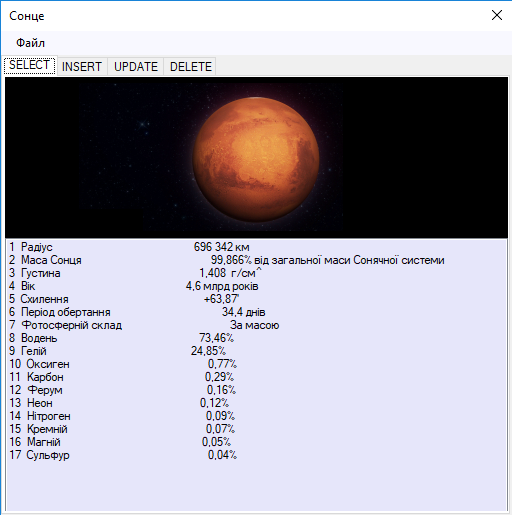 Сонце
Файл
SELECT INSERT UPDATE DELETE
1 Радіус 696 342 км
2 Маса Сонця 99,866% від загальної маси Сонячної системи
3 Густина 1,408 г/см^
4 Вік 4,6 млрд років
5 Схилення +63,87'
6 Період обертання 34,4 днів
7 Фотосферній склад За масою
8 Водень 73,46%
9 Гелій 24,85%
10 Оксиген 0,77%
11 Карбон 0,29%
12 Ферум 0,16%
13 Неон 0,12%
14 Нітроген 0,09%
15 Кремній 0,07%
16 Магній 0,05%
17 Сульфур 0,04%